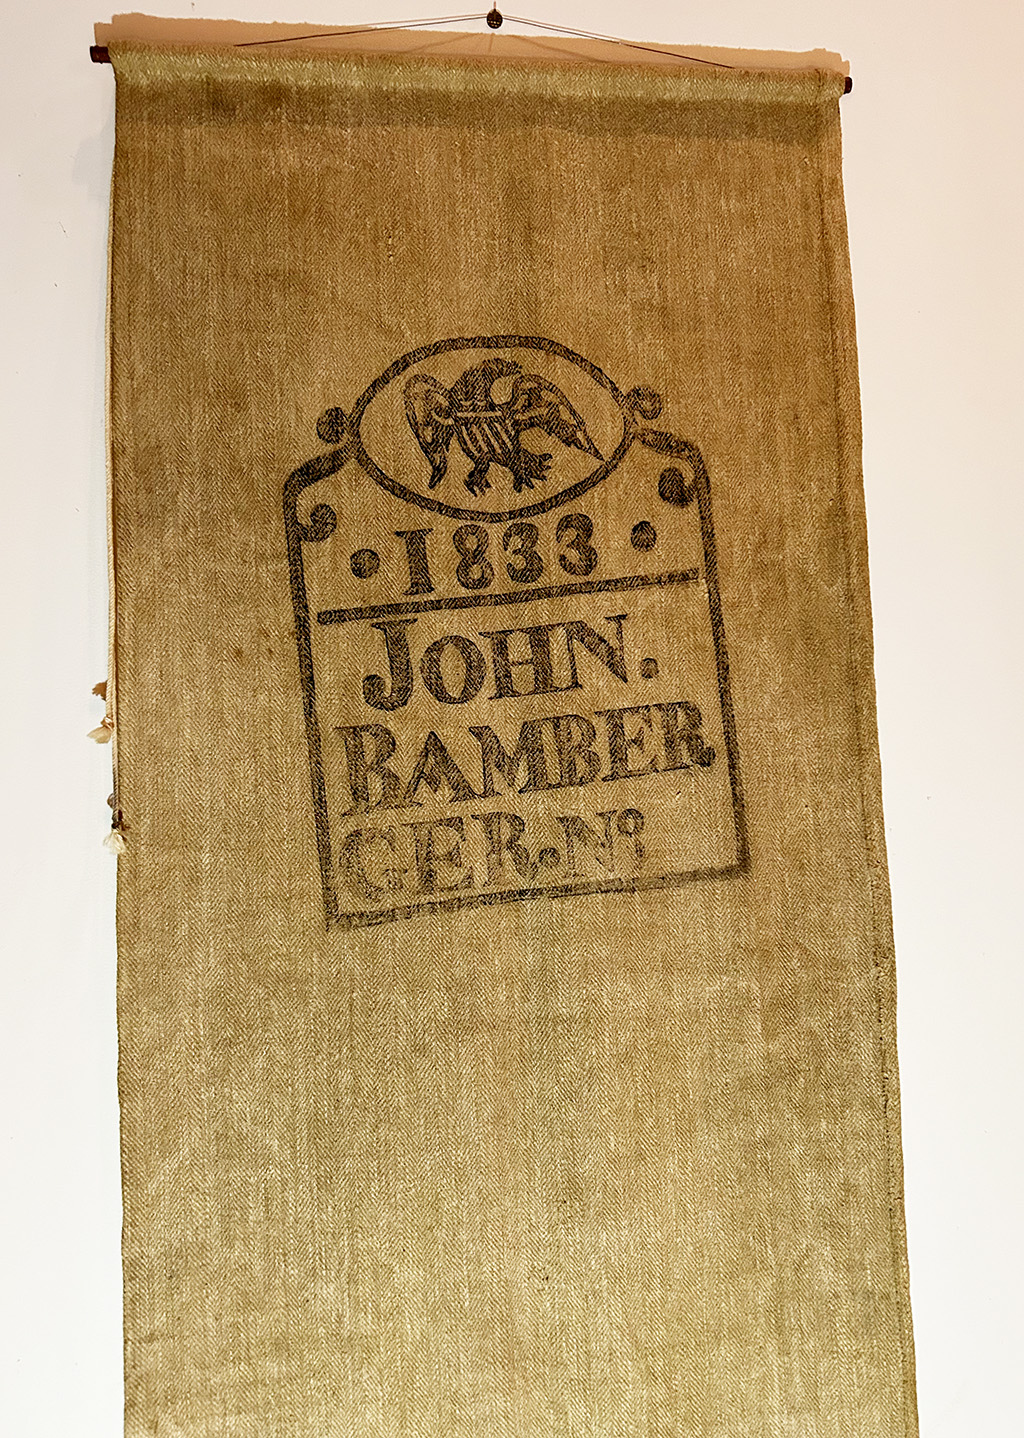 · 1833 ·
JOHN.
BAMBER
GER. Nº